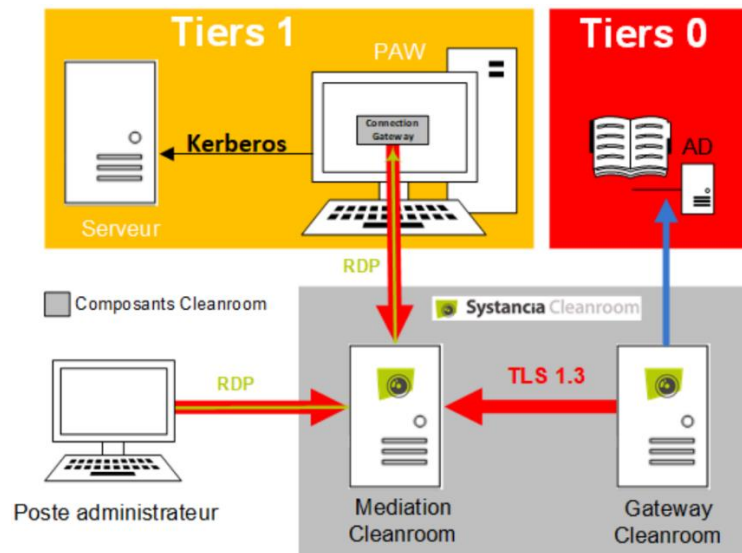 Tiers 1
Tiers 0
PAW
Connection
Gateway
Kerberos
AD
Serveur
RDP
Composants Cleanroom
Systancia Cleanroom
RDP
TLS 1.3
Poste administrateur
Mediation
Cleanroom
Gateway
Cleanroom